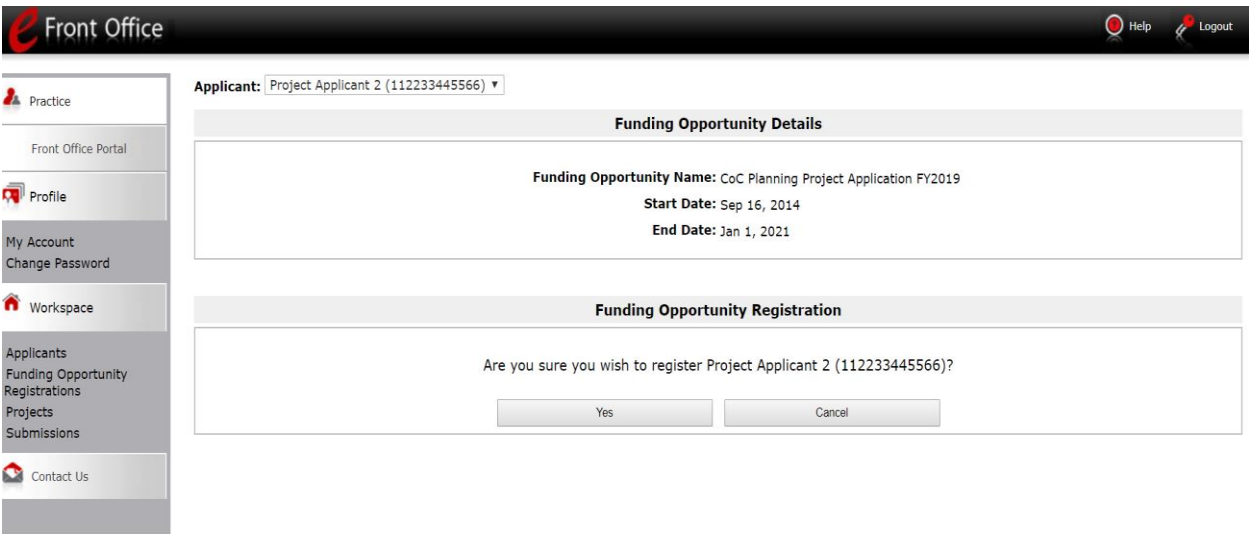 e Front Office
Help
Logout
Practice
Front Office Portal
Profile
My Account
Change Password
Workspace
Applicants
Funding Opportunity
Registrations
Projects
Submissions
Contact Us
Applicant: Project Applicant 2 (112233445566)
Funding Opportunity Details
Funding Opportunity Name: CoC Planning Project Application FY2019
Start Date: Sep 16, 2014
End Date: Jan 1, 2021
Funding Opportunity Registration
Are you sure you wish to register Project Applicant 2 (112233445566)?
Yes
Cancel